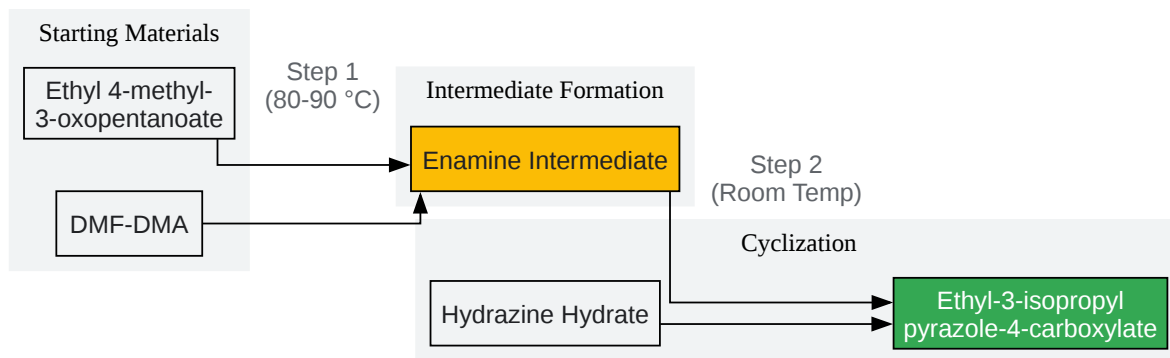 Starting Materials
Ethyl 4-methyl-
3-oxopentanoate
DMF-DMA
Step 1
(80-90 °C)
Intermediate Formation
Enamine Intermediate
Step 2
(Room Temp)
Cyclization
Hydrazine Hydrate
Ethyl-3-isopropyl
pyrazole-4-carboxylate